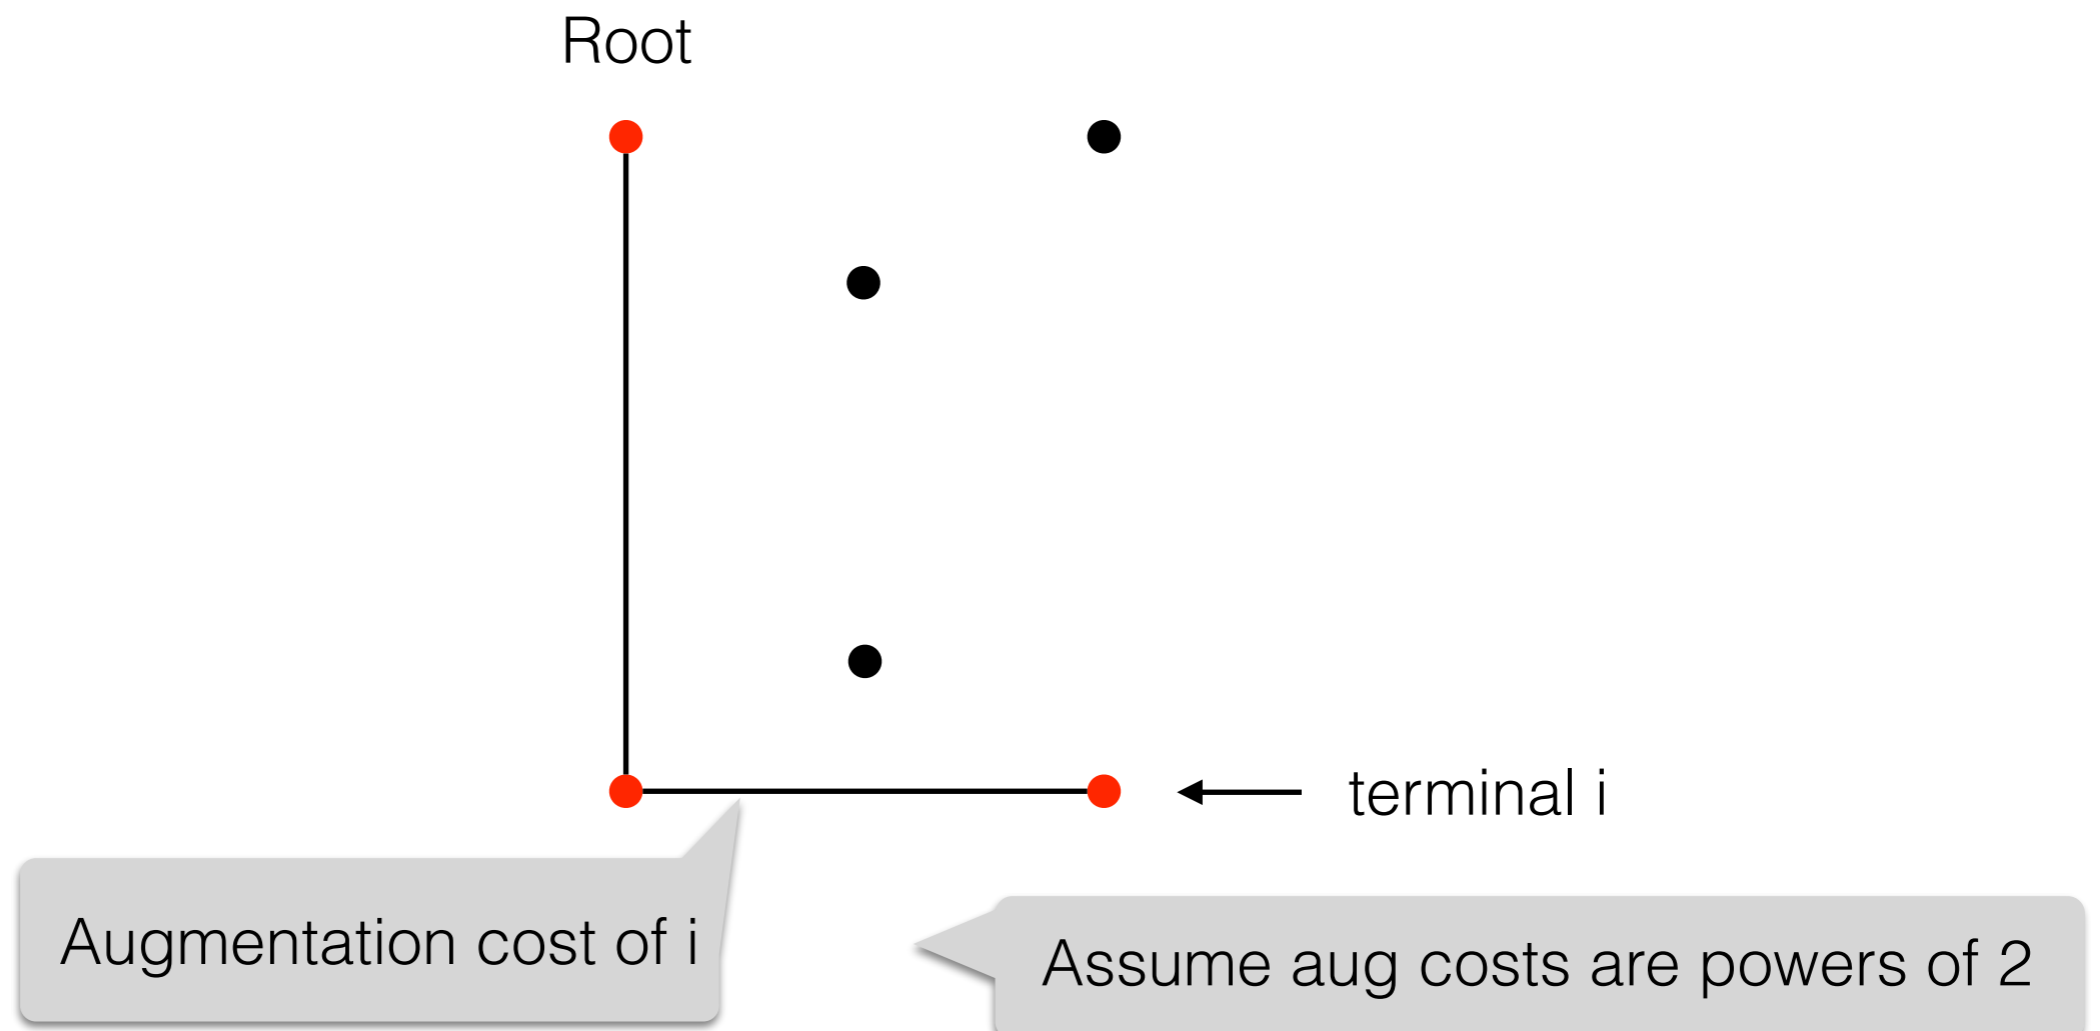 Root
terminal i
Augmentation cost of i
Assume aug costs are powers of 2